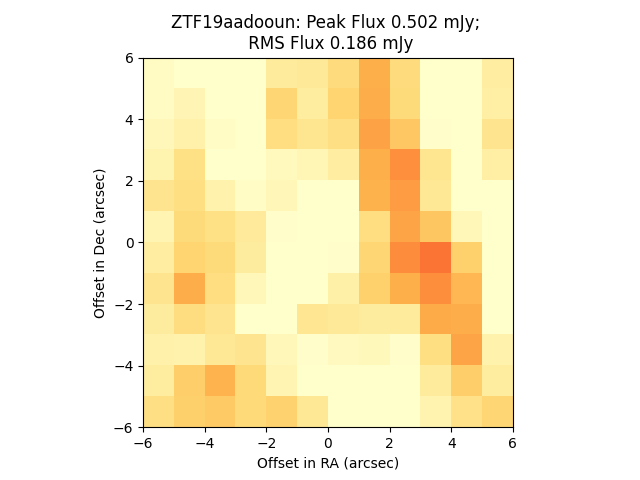 ZTF19aadooun: Peak Flux 0.502 mJy;
RMS Flux 0.186 mJy
6
4
2
0
−2
−4
−6
Offset in Dec (arcsec)
−6 −4 −2 0 2 4 6
Offset in RA (arcsec)